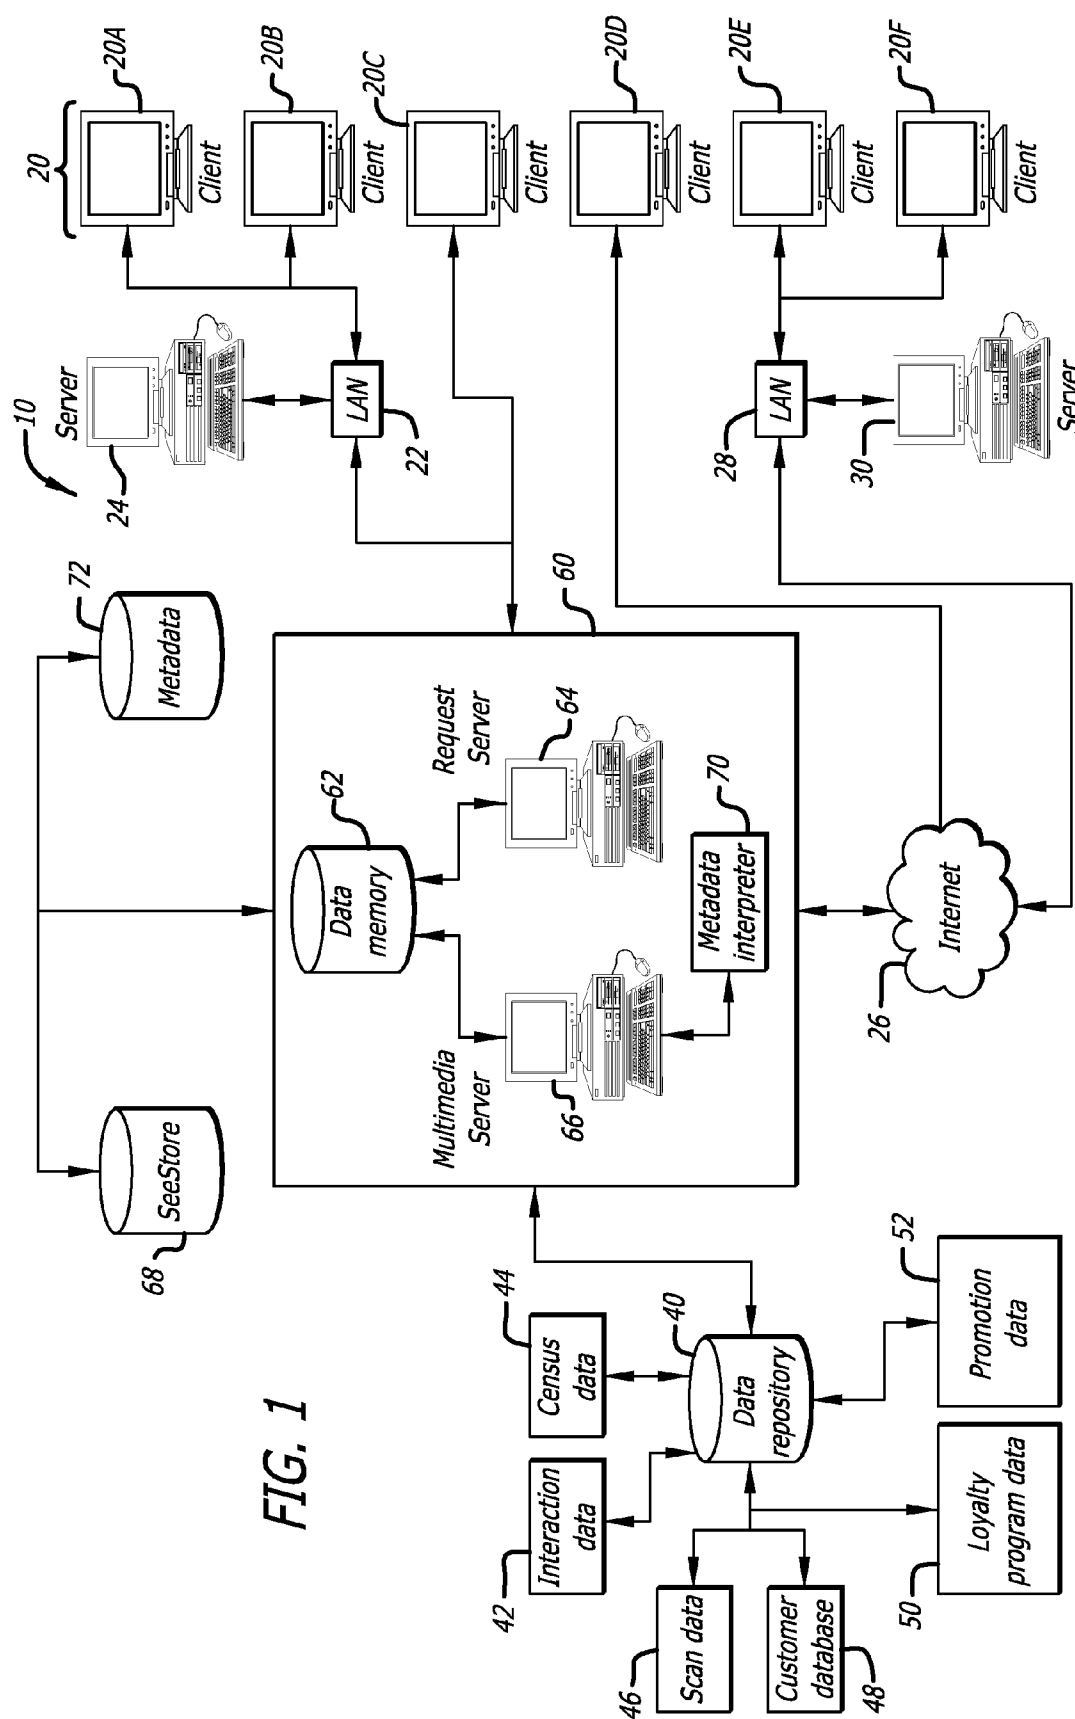 FIG. 1
10
20
20A
Client
20B
Client
20C
Client
20D
Client
20E
Client
20F
Client
Server
24
LAN
22
LAN
28
30
Server
72
Metadata
SeeStore
68
60
62
Data
memory
Request
Server
64
Multimedia
Server
66
70
Metadata
interpreter
Internet
26
44
Census
data
40
Data
repository
Interaction
data
42
46
Scan data
Customer
database
48
52
Promotion
data
Loyalty
program data
50